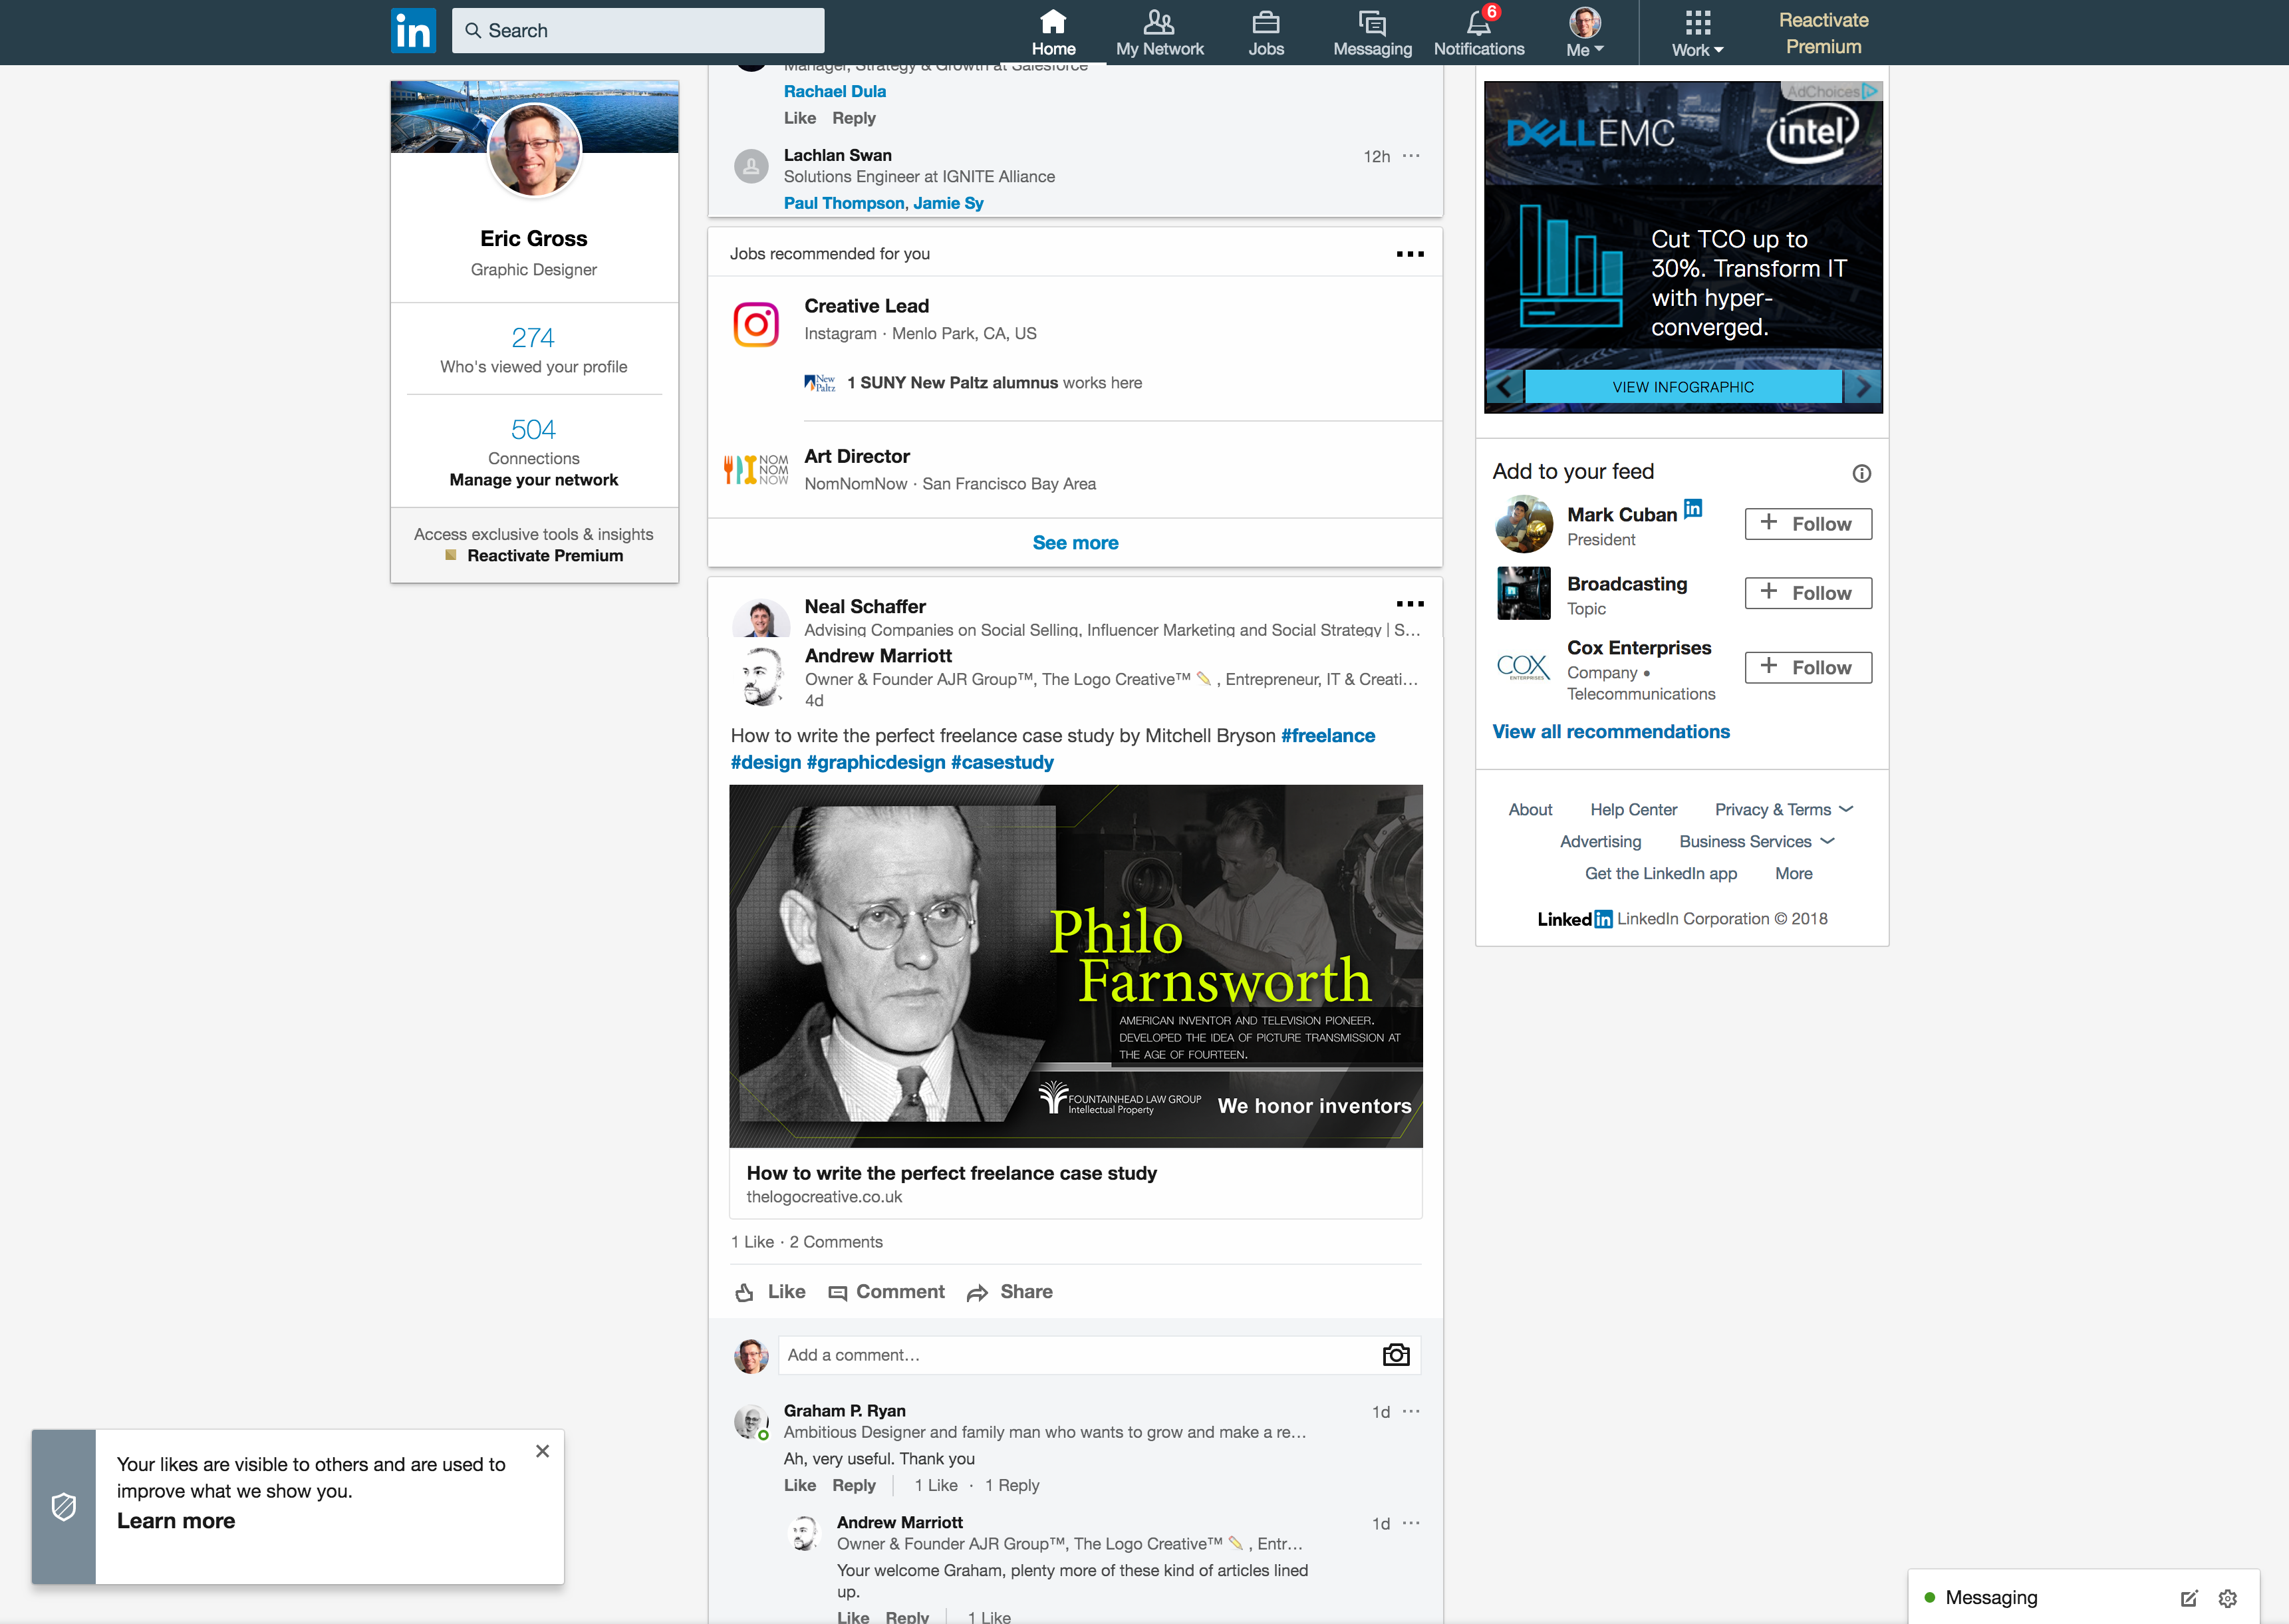 in
Search
Home
My Network
Jobs
Messaging
6
Notifications
Me
Work
Reactivate
Premium
Eric Gross
Graphic Designer
274
Who's viewed your profile
504
Connections
Manage your network
Access exclusive tools & insights
Reactivate Premium
Manager, Strategy & Growth at Salesforce
Rachael Dula
Like Reply
Lachlan Swan
12h
Solutions Engineer at IGNITE Alliance
Paul Thompson, Jamie Sy
Jobs recommended for you
Creative Lead
Instagram · Menlo Park, CA, US
New
Paltz
1 SUNY New Paltz alumnus works here
NOM
NOM
NOW
Art Director
NomNomNow · San Francisco Bay Area
See more
Neal Schaffer
Advising Companies on Social Selling, Influencer Marketing and Social Strategy | S...
Andrew Marriott
Owner & Founder AJR Group™, The Logo Creative™ ✏️ , Entrepreneur, IT & Creati...
4d
How to write the perfect freelance case study by Mitchell Bryson #freelance
#design #graphicdesign #casestudy
Philo
Farnsworth
AMERICAN INVENTOR AND TELEVISION PIONEER.
DEVELOPED THE IDEA OF PICTURE TRANSMISSION AT
THE AGE OF FOURTEEN.
FOUNTAINHEAD LAW GROUP
Intellectual Property
We honor inventors
How to write the perfect freelance case study
thelogocreative.co.uk
1 Like · 2 Comments
Like Comment Share
Add a comment…
Graham P. Ryan
1d
Ambitious Designer and family man who wants to grow and make a re...
Ah, very useful. Thank you
Like Reply 1 Like · 1 Reply
Andrew Marriott
1d
Owner & Founder AJR Group™, The Logo Creative™ ✏️ , Entr...
Your welcome Graham, plenty more of these kind of articles lined
up.
Like Reply 1 Like
AdChoices
DELL EMC
intel
Cut TCO up to
30%. Transform IT
with hyper-
converged.
VIEW INFOGRAPHIC
Add to your feed
Mark Cuban in
President
+ Follow
Broadcasting
Topic
+ Follow
COX
ENTERPRISES
Cox Enterprises
Company •
Telecommunications
+ Follow
View all recommendations
About Help Center Privacy & Terms
Advertising Business Services
Get the LinkedIn app More
Linked in LinkedIn Corporation © 2018
Your likes are visible to others and are used to
improve what we show you.
Learn more
Messaging